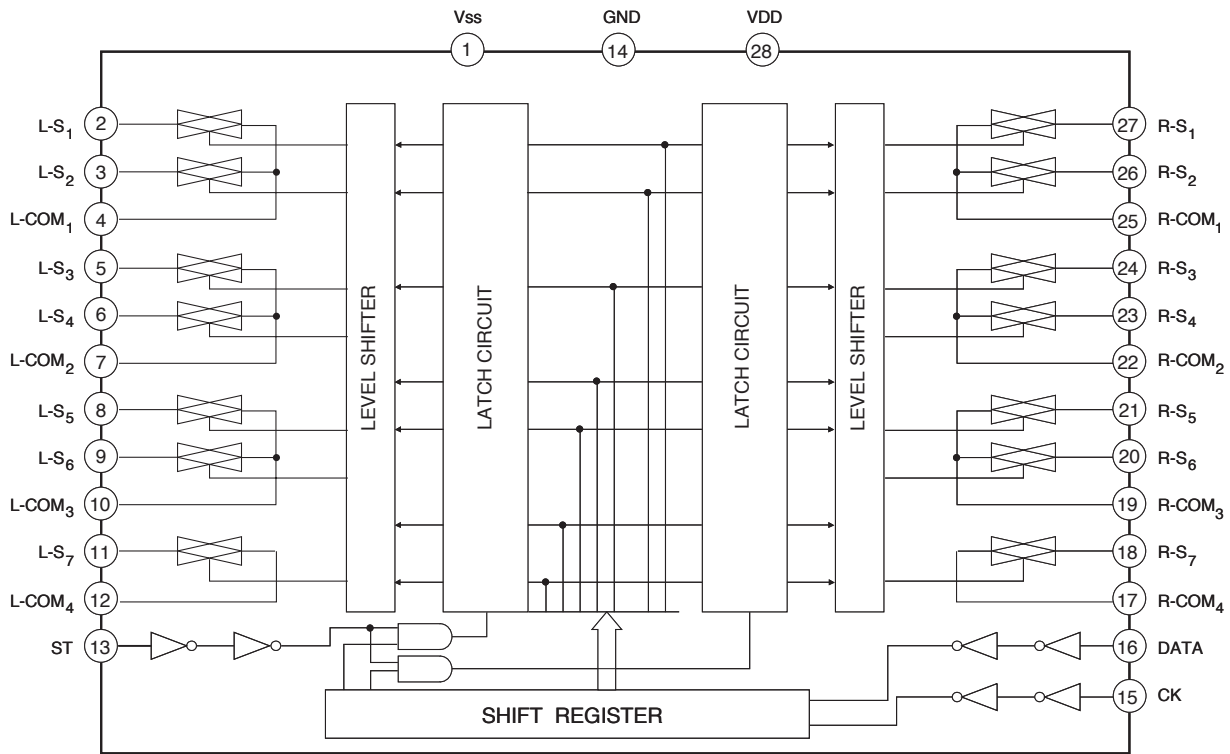 Vss GND VDD
1 14 28
L-S1 2 27 R-S1
L-S2 3 26 R-S2
L-COM1 4 25 R-COM1
L-S3 5 24 R-S3
L-S4 6 23 R-S4
L-COM2 7 22 R-COM2
L-S5 8 21 R-S5
L-S6 9 20 R-S6
L-COM3 10 19 R-COM3
L-S7 11 18 R-S7
L-COM4 12 17 R-COM4
ST 13 16 DATA
15 CK
LEVEL SHIFTER
LATCH CIRCUIT
LATCH CIRCUIT
LEVEL SHIFTER
SHIFT REGISTER